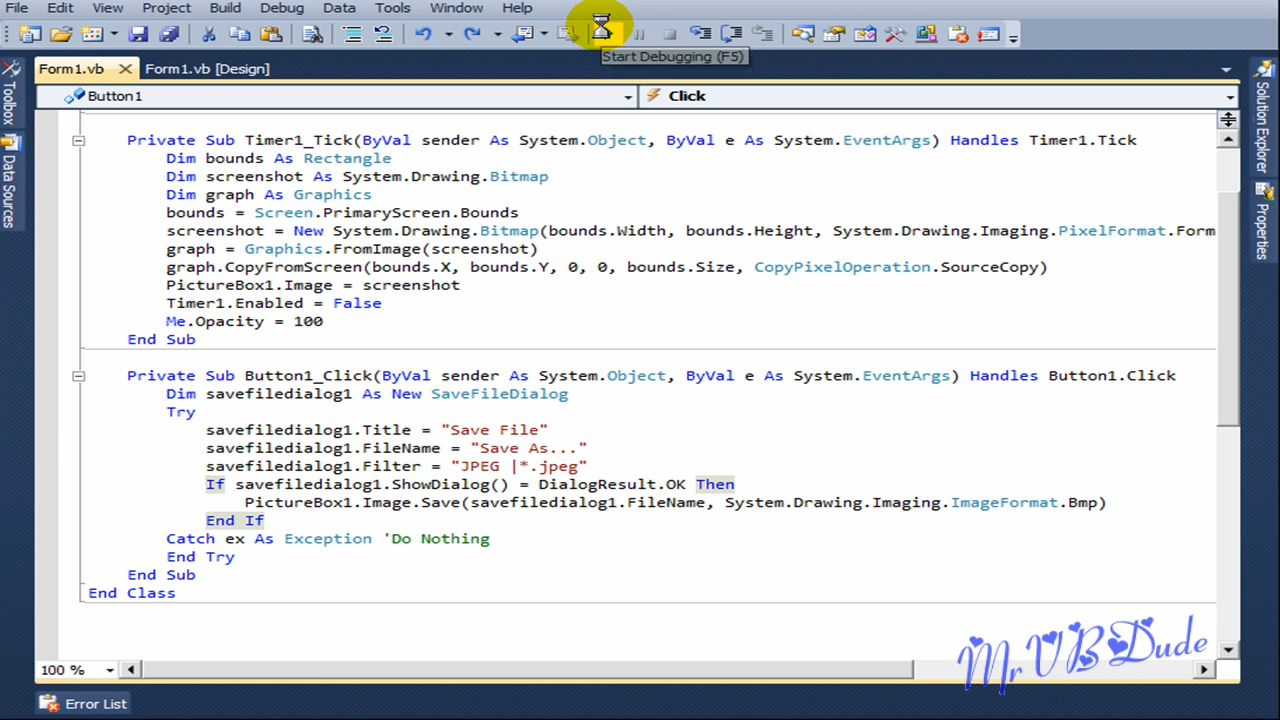 File Edit View Project Build Debug Data Tools Window Help
Start Debugging (F5)
Form1.vb Form1.vb [Design]
Button1 Click
Toolbox
Data Sources
Solution Explorer
Properties
Private Sub Timer1_Tick(ByVal sender As System.Object, ByVal e As System.EventArgs) Handles Timer1.Tick
Dim bounds As Rectangle
Dim screenshot As System.Drawing.Bitmap
Dim graph As Graphics
bounds = Screen.PrimaryScreen.Bounds
screenshot = New System.Drawing.Bitmap(bounds.Width, bounds.Height, System.Drawing.Imaging.PixelFormat.Form
graph = Graphics.FromImage(screenshot)
graph.CopyFromScreen(bounds.X, bounds.Y, 0, 0, bounds.Size, CopyPixelOperation.SourceCopy)
PictureBox1.Image = screenshot
Timer1.Enabled = False
Me.Opacity = 100
End Sub
Private Sub Button1_Click(ByVal sender As System.Object, ByVal e As System.EventArgs) Handles Button1.Click
Dim savefiledialog1 As New SaveFileDialog
Try
savefiledialog1.Title = "Save File"
savefiledialog1.FileName = "Save As..."
savefiledialog1.Filter = "JPEG |*.jpeg"
If savefiledialog1.ShowDialog() = DialogResult.OK Then
PictureBox1.Image.Save(savefiledialog1.FileName, System.Drawing.Imaging.ImageFormat.Bmp)
End If
Catch ex As Exception 'Do Nothing
End Try
End Sub
End Class
MrVBDude
100 %
Error List